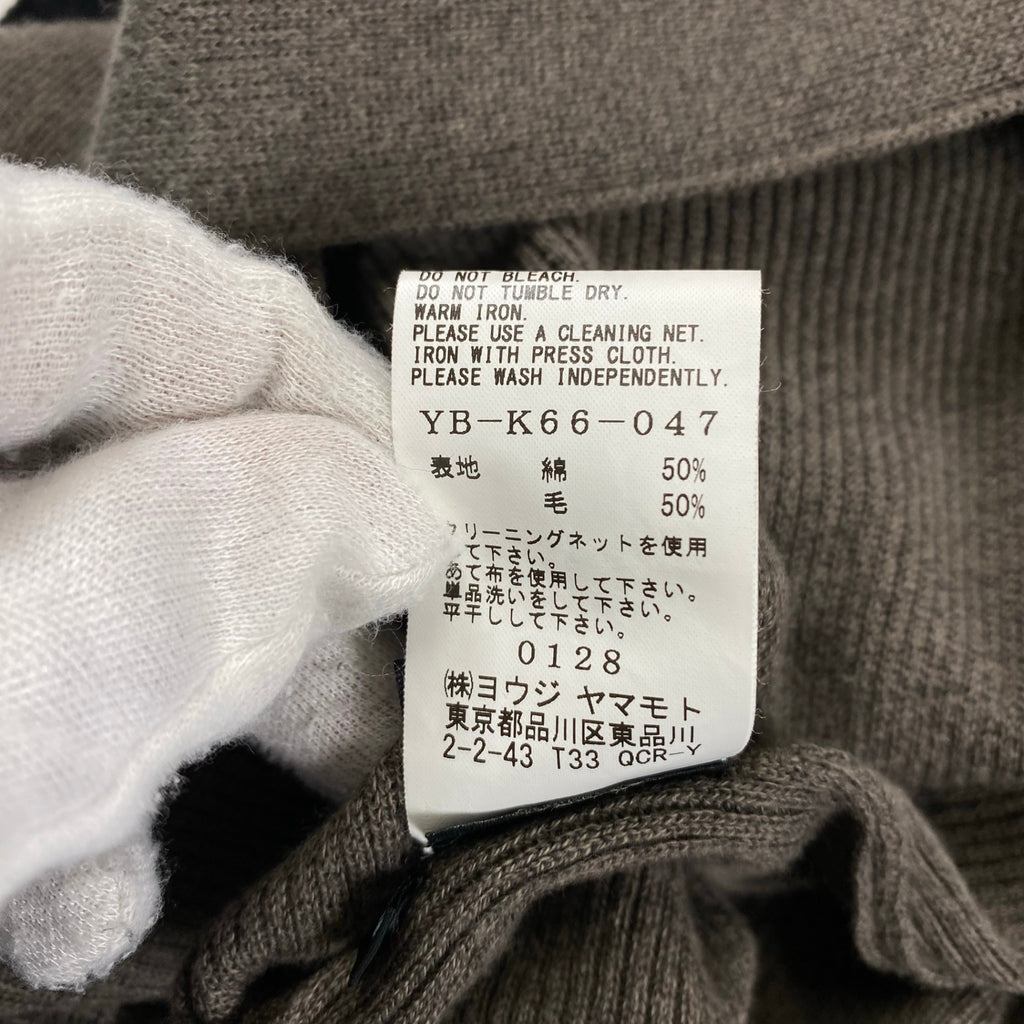 DO NOT BLEACH.
DO NOT TUMBLE DRY.
WARM IRON.
PLEASE USE A CLEANING NET.
IRON WITH PRESS CLOTH.
PLEASE WASH INDEPENDENTLY.
YB-K66-047
表地 綿 50%
毛 50%
クリーニングネットを使用
して下さい。
あて布を使用して下さい。
単品洗いをして下さい。
平干しして下さい。
0128
㈱ヨウジ ヤマモト
東京都品川区東品川
2-2-43 T33 QCR-Y